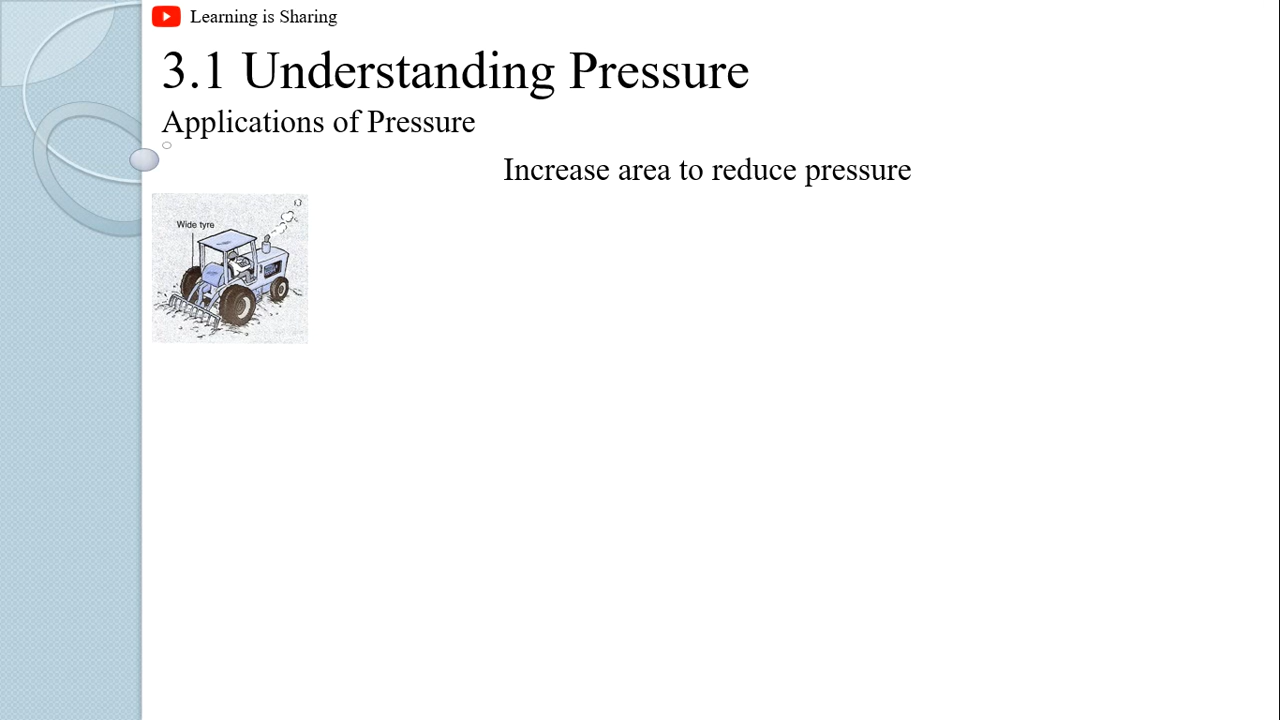 Learning is Sharing
3.1 Understanding Pressure
Applications of Pressure
Increase area to reduce pressure
Wide tyre